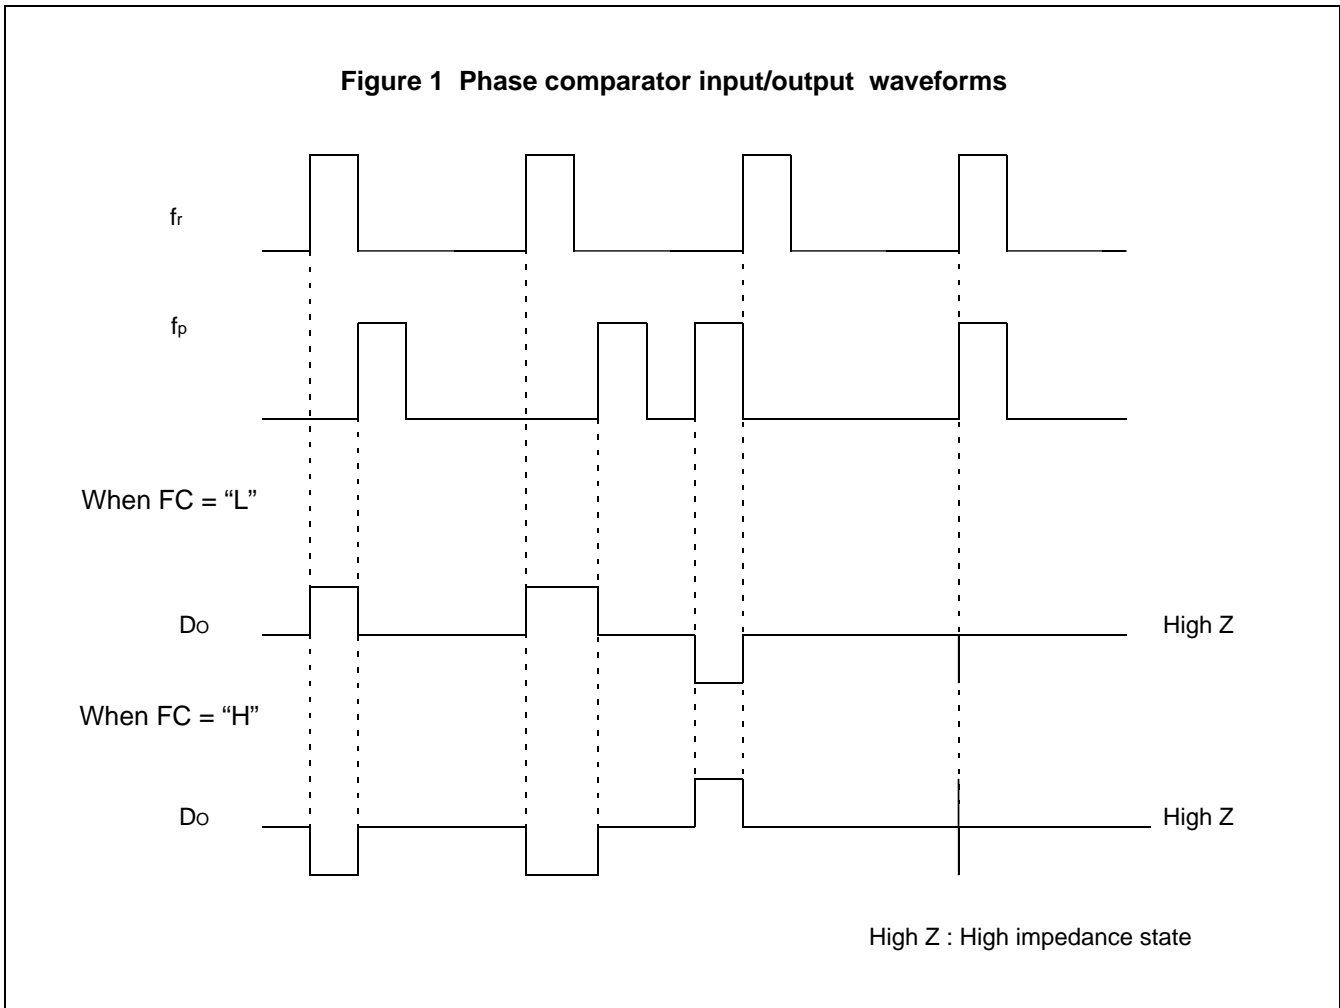 Figure 1 Phase comparator input/output waveforms
fr
fp
When FC = “L”
DO
High Z
When FC = “H”
DO
High Z
High Z : High impedance state